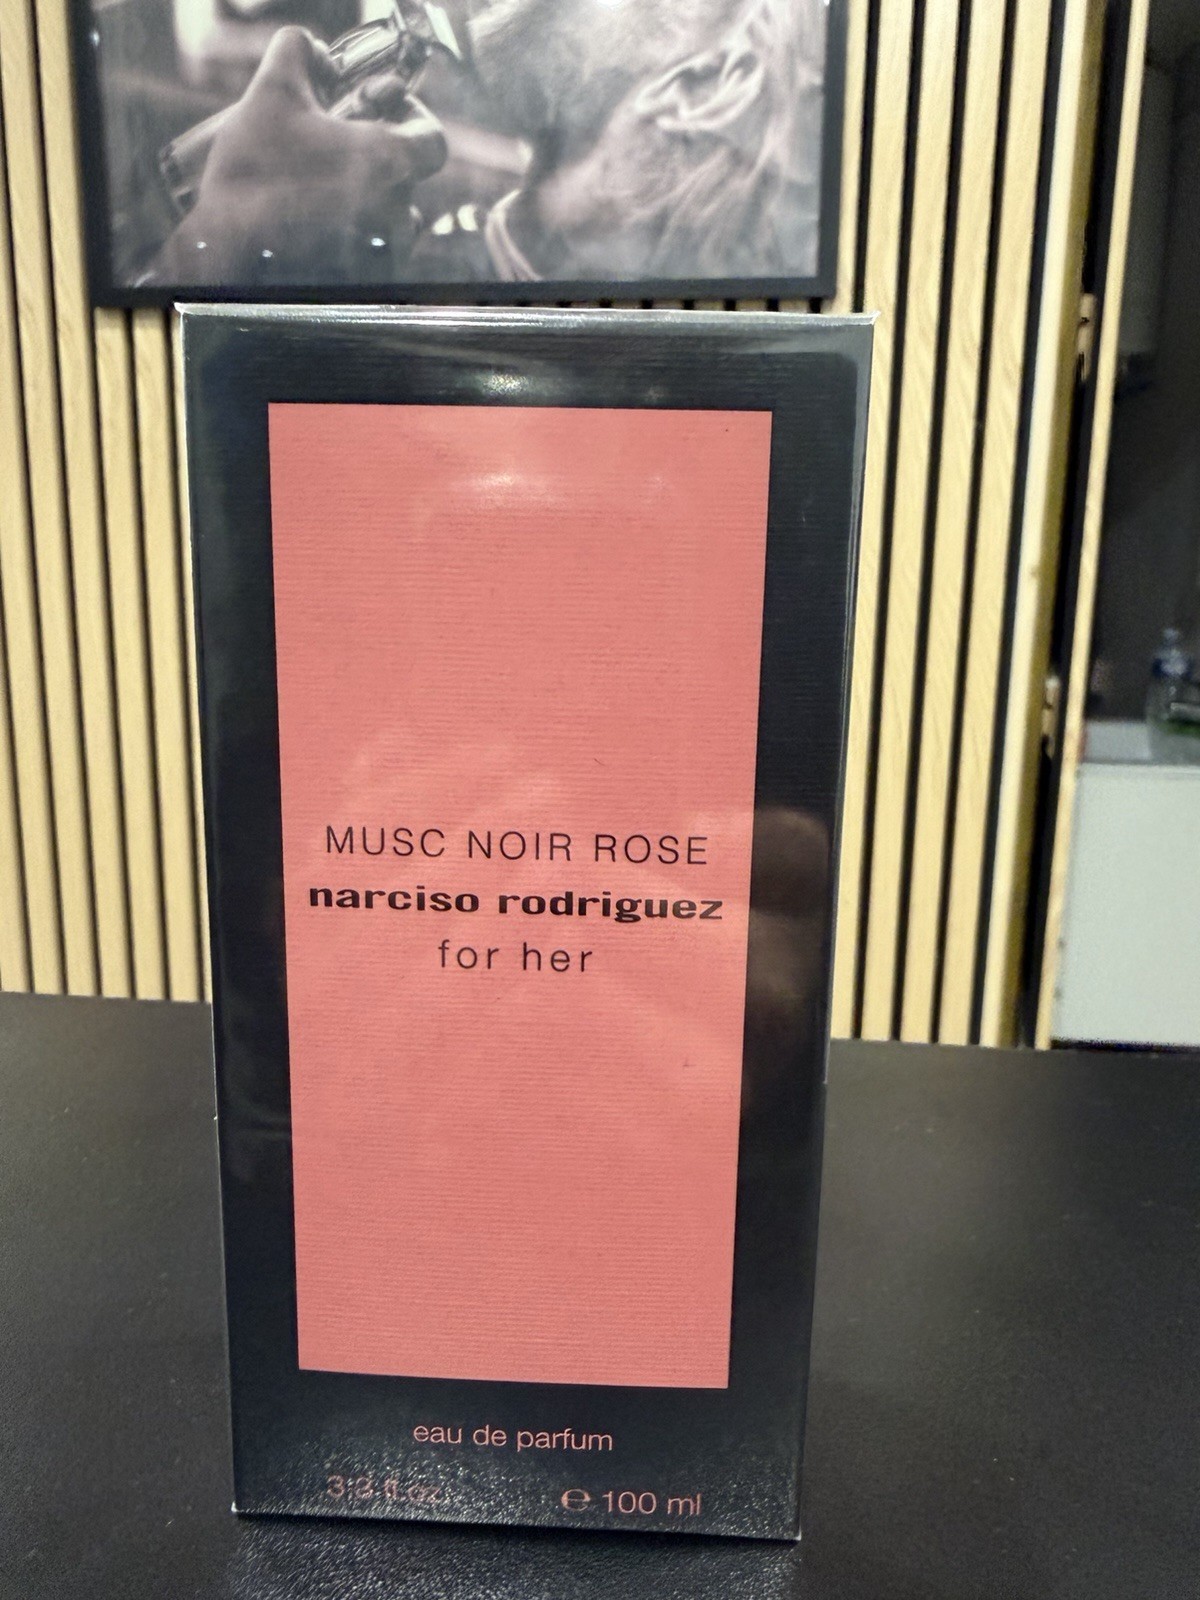 MUSC NOIR ROSE
narciso rodriguez
for her
eau de parfum
3.3 fl.oz. ℮ 100 ml